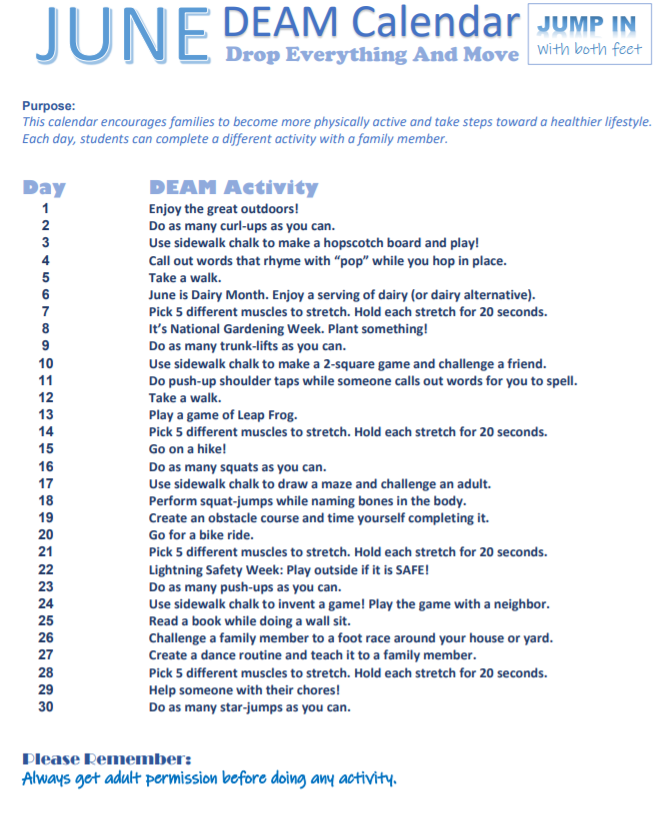 JUNE DEAM Calendar
Drop Everything And Move
JUMP IN
With both feet
Purpose:
This calendar encourages families to become more physically active and take steps toward a healthier lifestyle.
Each day, students can complete a different activity with a family member.
Day DEAM Activity
1 Enjoy the great outdoors!
2 Do as many curl-ups as you can.
3 Use sidewalk chalk to make a hopscotch board and play!
4 Call out words that rhyme with “pop” while you hop in place.
5 Take a walk.
6 June is Dairy Month. Enjoy a serving of dairy (or dairy alternative).
7 Pick 5 different muscles to stretch. Hold each stretch for 20 seconds.
8 It’s National Gardening Week. Plant something!
9 Do as many trunk-lifts as you can.
10 Use sidewalk chalk to make a 2-square game and challenge a friend.
11 Do push-up shoulder taps while someone calls out words for you to spell.
12 Take a walk.
13 Play a game of Leap Frog.
14 Pick 5 different muscles to stretch. Hold each stretch for 20 seconds.
15 Go on a hike!
16 Do as many squats as you can.
17 Use sidewalk chalk to draw a maze and challenge an adult.
18 Perform squat-jumps while naming bones in the body.
19 Create an obstacle course and time yourself completing it.
20 Go for a bike ride.
21 Pick 5 different muscles to stretch. Hold each stretch for 20 seconds.
22 Lightning Safety Week: Play outside if it is SAFE!
23 Do as many push-ups as you can.
24 Use sidewalk chalk to invent a game! Play the game with a neighbor.
25 Read a book while doing a wall sit.
26 Challenge a family member to a foot race around your house or yard.
27 Create a dance routine and teach it to a family member.
28 Pick 5 different muscles to stretch. Hold each stretch for 20 seconds.
29 Help someone with their chores!
30 Do as many star-jumps as you can.
Please Remember:
Always get adult permission before doing any activity.